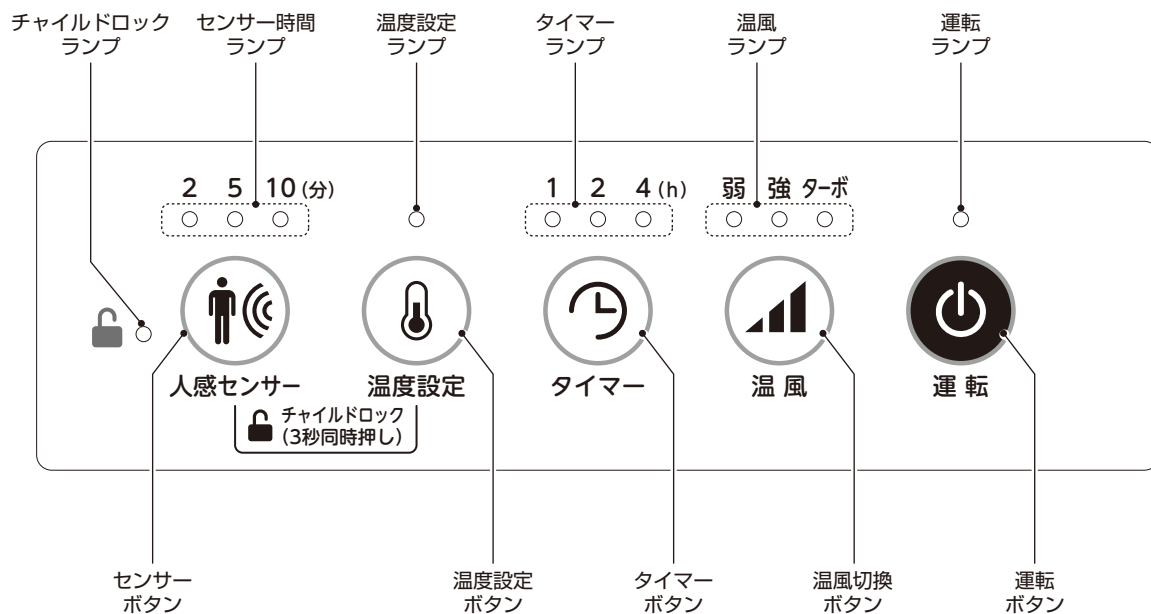 チャイルドロック
ランプ
センサー時間
ランプ
温度設定
ランプ
タイマー
ランプ
温風
ランプ
運転
ランプ
2 5 10(分)
1 2 4(h)
弱 強 ターボ
人感センサー
温度設定
タイマー
温風
運転
チャイルドロック
(3秒同時押し)
センサー
ボタン
温度設定
ボタン
タイマー
ボタン
温風切換
ボタン
運転
ボタン